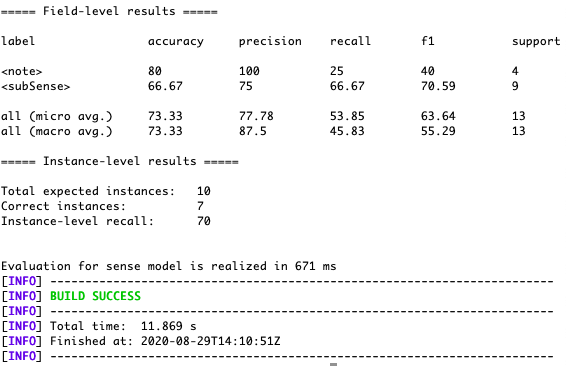 ===== Field-level results =====
label accuracy precision recall f1 support
<note> 80 100 25 40 4
<subSense> 66.67 75 66.67 70.59 9
all (micro avg.) 73.33 77.78 53.85 63.64 13
all (macro avg.) 73.33 87.5 45.83 55.29 13
===== Instance-level results =====
Total expected instances: 10
Correct instances: 7
Instance-level recall: 70
Evaluation for sense model is realized in 671 ms
[INFO] ------------------------------------------------------------------------
[INFO] BUILD SUCCESS
[INFO] ------------------------------------------------------------------------
[INFO] Total time: 11.869 s
[INFO] Finished at: 2020-08-29T14:10:51Z
[INFO] ------------------------------------------------------------------------